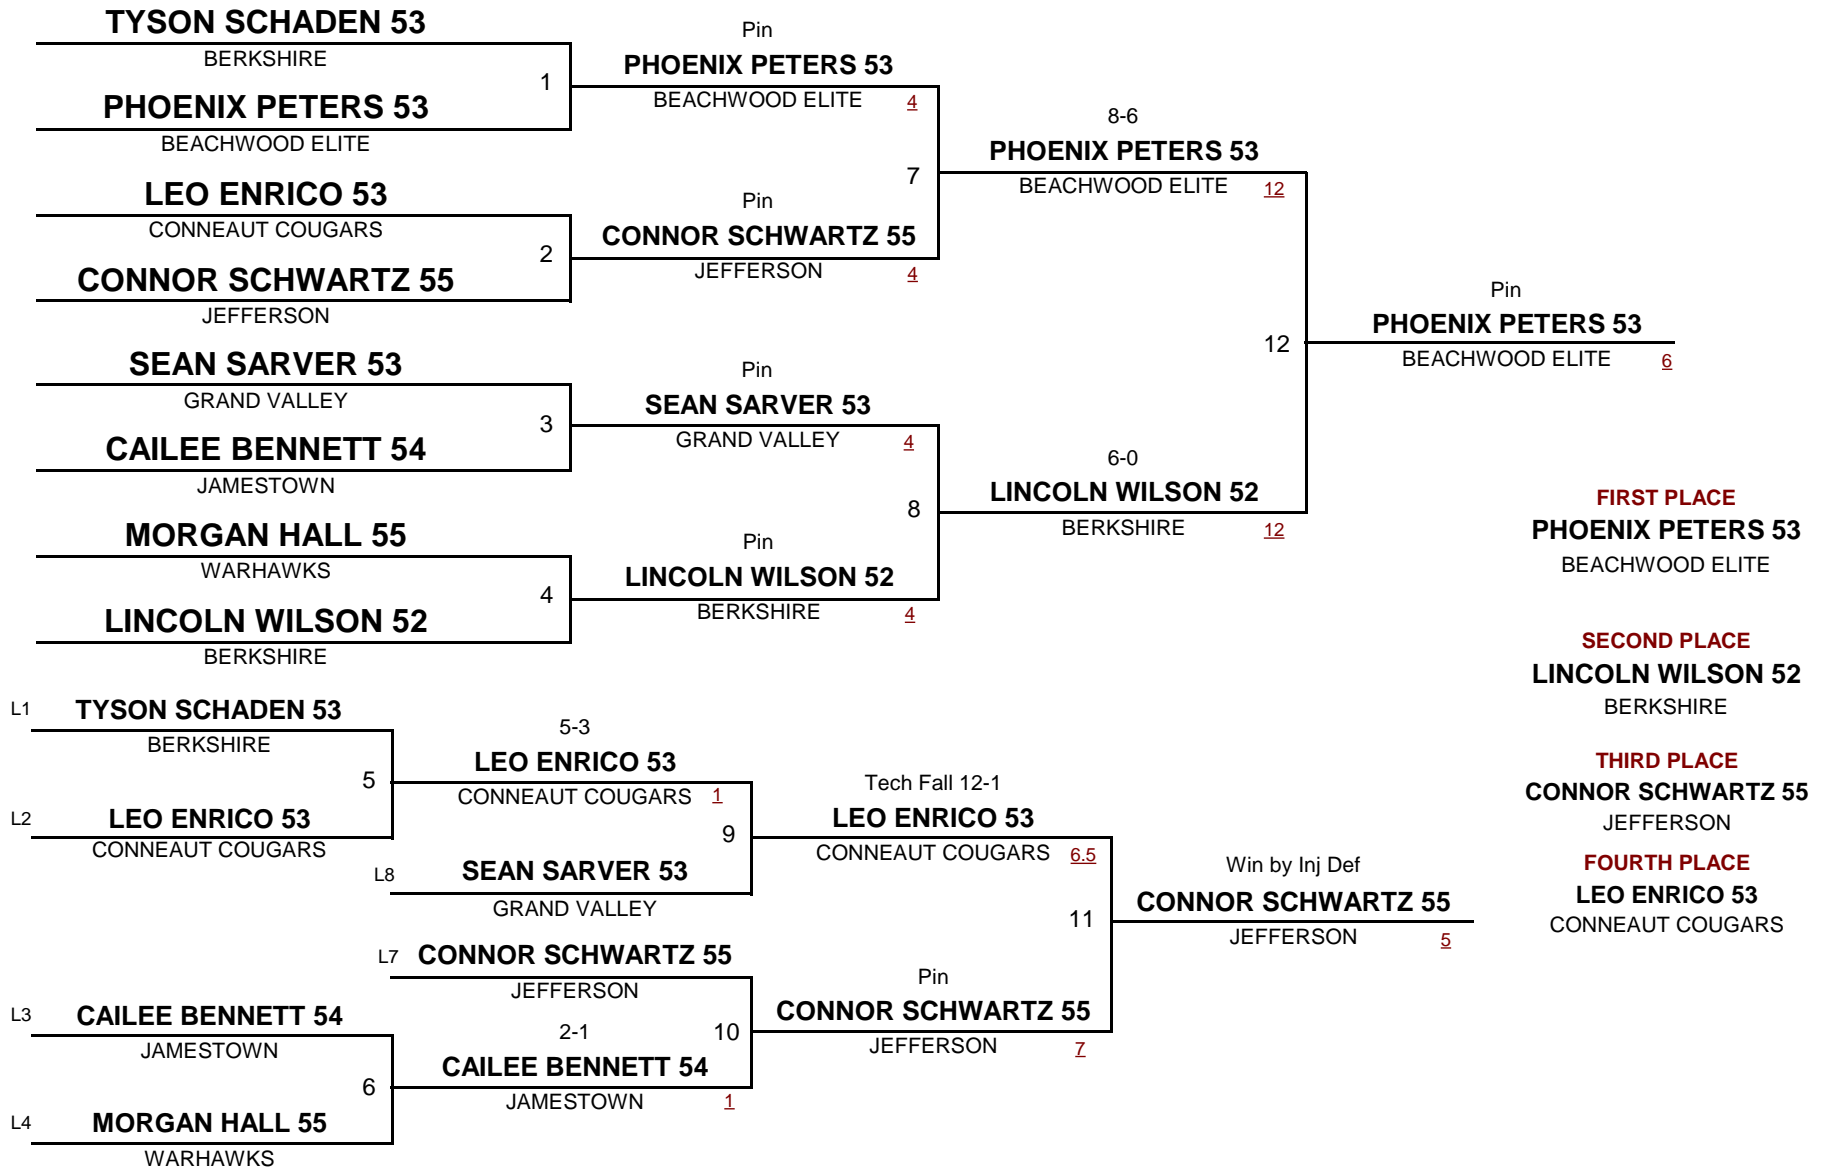 TYSON SCHADEN 53
BERKSHIRE
1
PHOENIX PETERS 53
BEACHWOOD ELITE
Pin
PHOENIX PETERS 53
BEACHWOOD ELITE 4
LEO ENRICO 53
CONNEAUT COUGARS
2
CONNOR SCHWARTZ 55
JEFFERSON
Pin
CONNOR SCHWARTZ 55
JEFFERSON 4
7
8-6
PHOENIX PETERS 53
BEACHWOOD ELITE 12
SEAN SARVER 53
GRAND VALLEY
3
CAILEE BENNETT 54
JAMESTOWN
Pin
SEAN SARVER 53
GRAND VALLEY 4
MORGAN HALL 55
WARHAWKS
4
LINCOLN WILSON 52
BERKSHIRE
Pin
LINCOLN WILSON 52
BERKSHIRE 4
8
6-0
LINCOLN WILSON 52
BERKSHIRE 12
12
Pin
PHOENIX PETERS 53
BEACHWOOD ELITE 6
FIRST PLACE
PHOENIX PETERS 53
BEACHWOOD ELITE
SECOND PLACE
LINCOLN WILSON 52
BERKSHIRE
THIRD PLACE
CONNOR SCHWARTZ 55
JEFFERSON
FOURTH PLACE
LEO ENRICO 53
CONNEAUT COUGARS
L1 TYSON SCHADEN 53
BERKSHIRE
5
L2 LEO ENRICO 53
CONNEAUT COUGARS
5-3
LEO ENRICO 53
CONNEAUT COUGARS 1
9
L8 SEAN SARVER 53
GRAND VALLEY
Tech Fall 12-1
LEO ENRICO 53
CONNEAUT COUGARS 6.5
L7 CONNOR SCHWARTZ 55
JEFFERSON
L3 CAILEE BENNETT 54
JAMESTOWN
6
L4 MORGAN HALL 55
WARHAWKS
2-1
CAILEE BENNETT 54
JAMESTOWN 1
10
Pin
CONNOR SCHWARTZ 55
JEFFERSON 7
11
Win by Inj Def
CONNOR SCHWARTZ 55
JEFFERSON 5